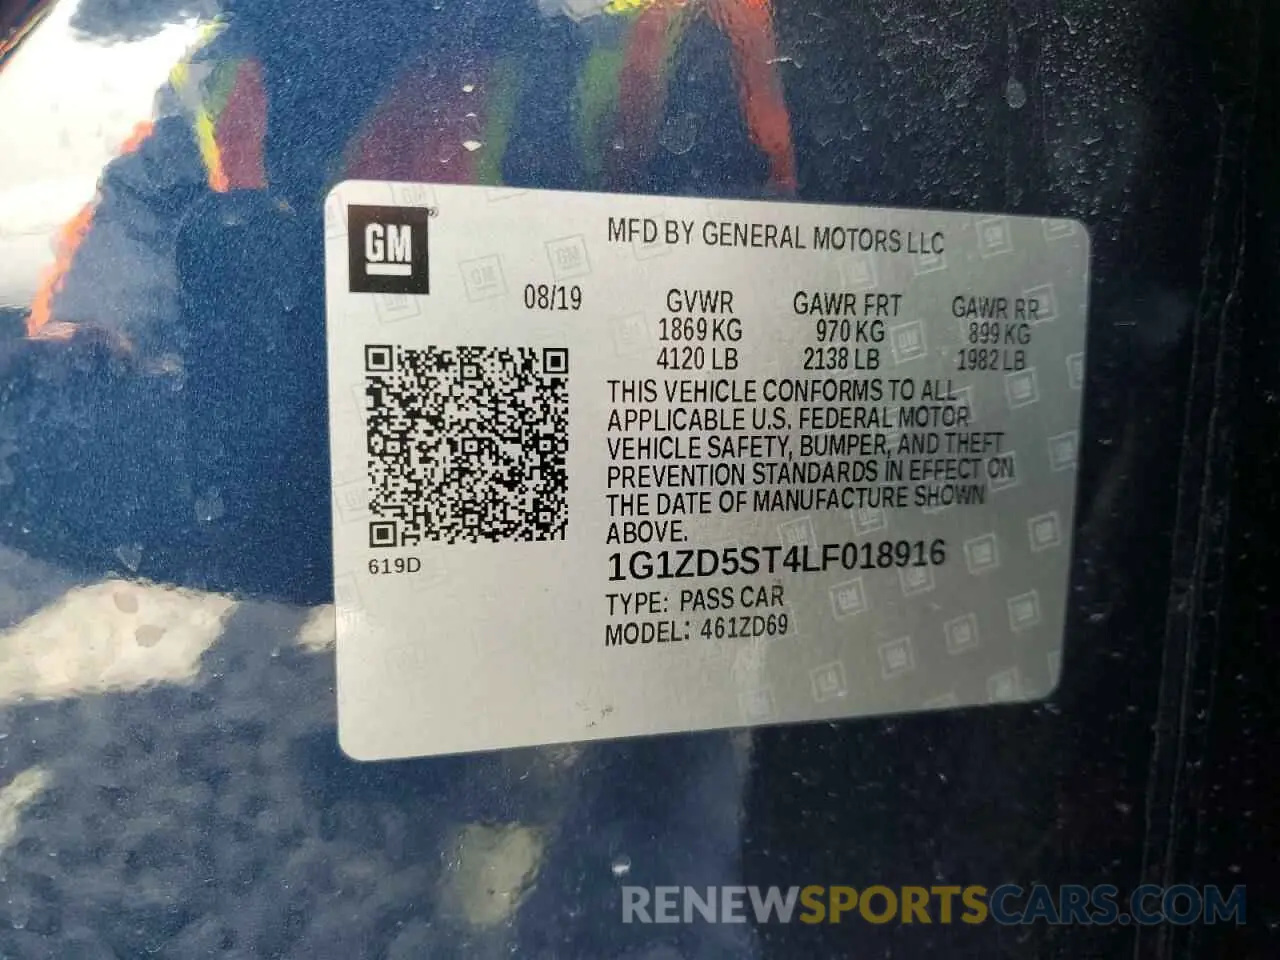 GM®
MFD BY GENERAL MOTORS LLC
08/19
GVWR GAWR FRT GAWR RR
1869 KG 970 KG 899 KG
4120 LB 2138 LB 1982 LB
THIS VEHICLE CONFORMS TO ALL
APPLICABLE U.S. FEDERAL MOTOR
VEHICLE SAFETY, BUMPER, AND THEFT
PREVENTION STANDARDS IN EFFECT ON
THE DATE OF MANUFACTURE SHOWN
ABOVE.
619D
1G1ZD5ST4LF018916
TYPE: PASS CAR
MODEL: 461ZD69
RENEWSPORTSCARS.COM